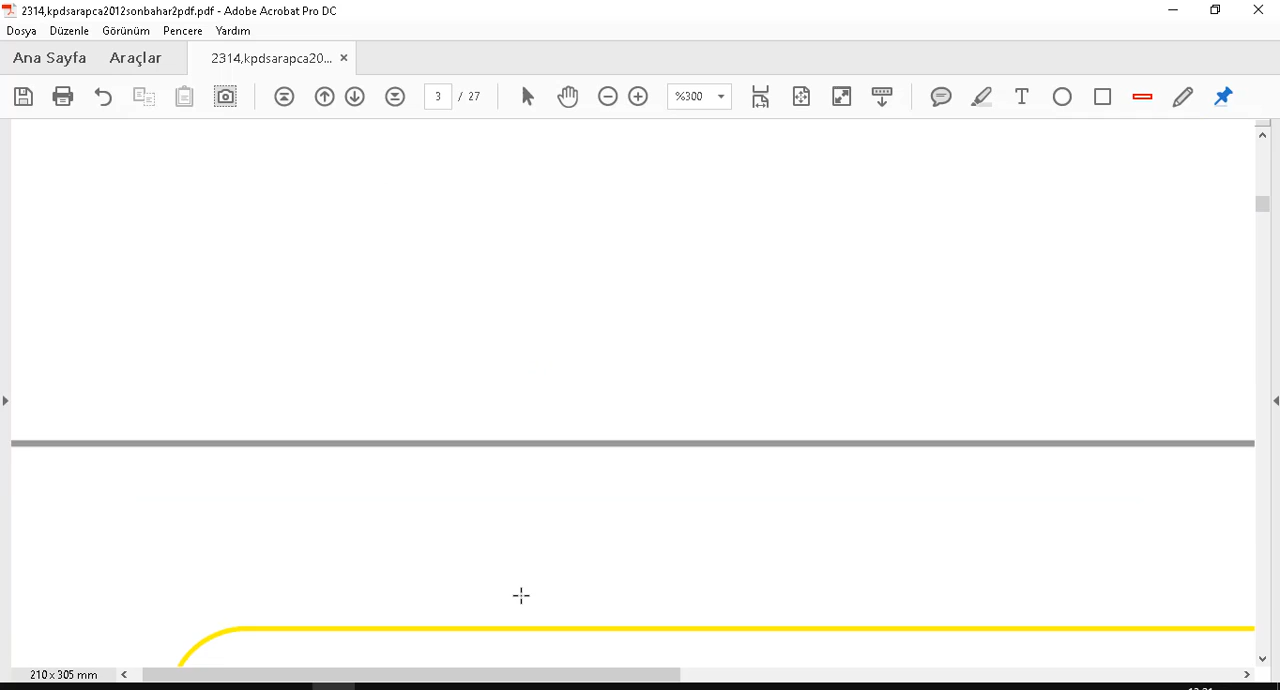 2314,kpdsarapca2012sonbahar2pdf.pdf - Adobe Acrobat Pro DC
Dosya Düzenle Görünüm Pencere Yardım
Ana Sayfa Araçlar 2314,kpdsarapca20... ×
3 / 27 %300
210 x 305 mm